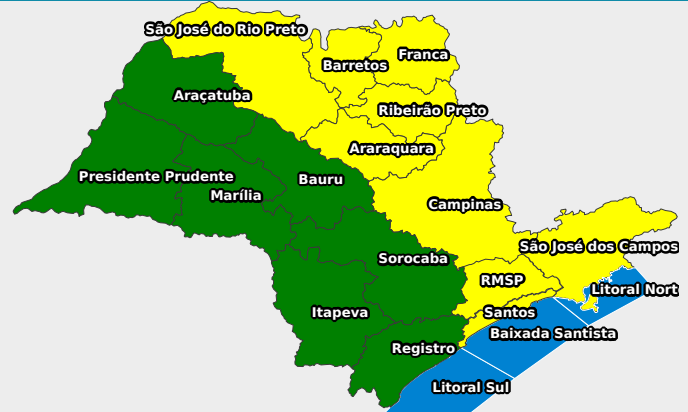 São José do Rio Preto
Franca
Barretos
Araçatuba
Ribeirão Preto
Araraquara
Presidente Prudente
Bauru
Marília
Campinas
São José dos Campos
Sorocaba
RMSP
Litoral Nort
Itapeva
Santos
Baixada Santista
Registro
Litoral Sul